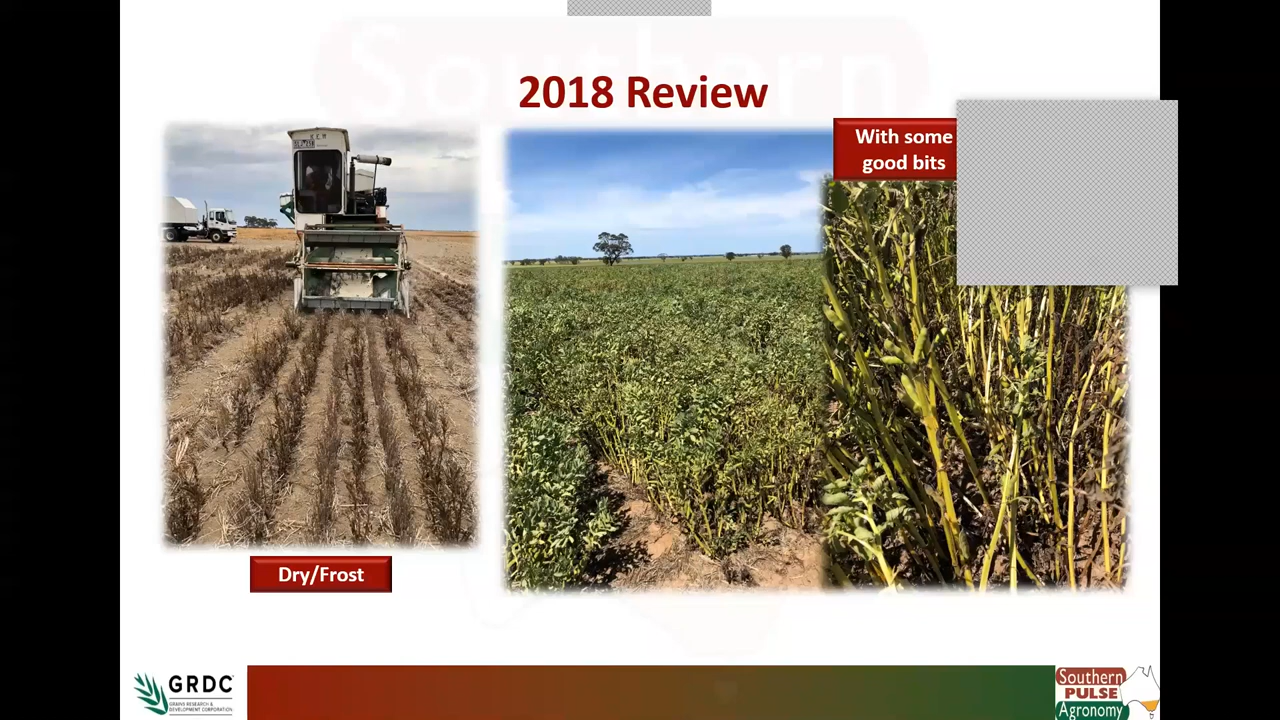 2018 Review
With some
good bits
Dry/Frost
GRDC
GRAINS RESEARCH &
DEVELOPMENT CORPORATION
Southern
PULSE
Agronomy